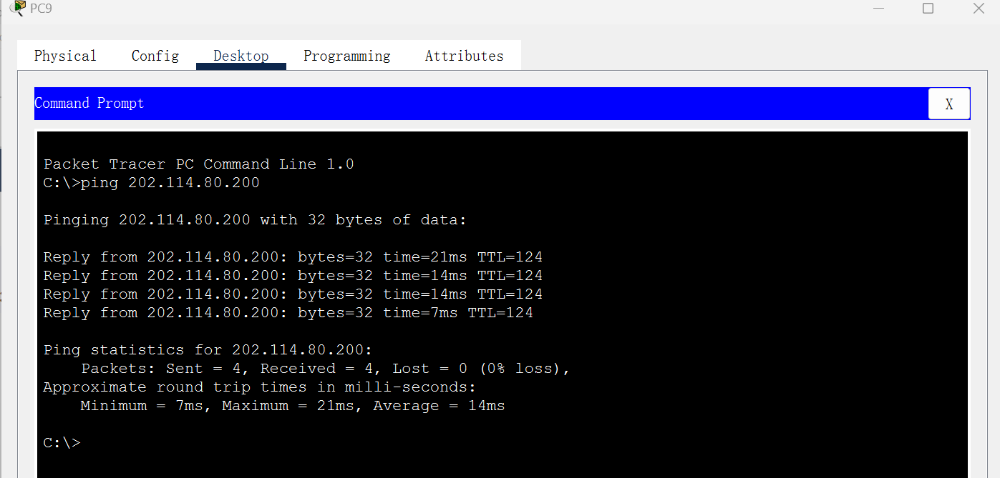 PC9
Physical Config Desktop Programming Attributes
Command Prompt
X
Packet Tracer PC Command Line 1.0
C:\>ping 202.114.80.200
Pinging 202.114.80.200 with 32 bytes of data:
Reply from 202.114.80.200: bytes=32 time=21ms TTL=124
Reply from 202.114.80.200: bytes=32 time=14ms TTL=124
Reply from 202.114.80.200: bytes=32 time=14ms TTL=124
Reply from 202.114.80.200: bytes=32 time=7ms TTL=124
Ping statistics for 202.114.80.200:
    Packets: Sent = 4, Received = 4, Lost = 0 (0% loss),
Approximate round trip times in milli-seconds:
    Minimum = 7ms, Maximum = 21ms, Average = 14ms
C:\>